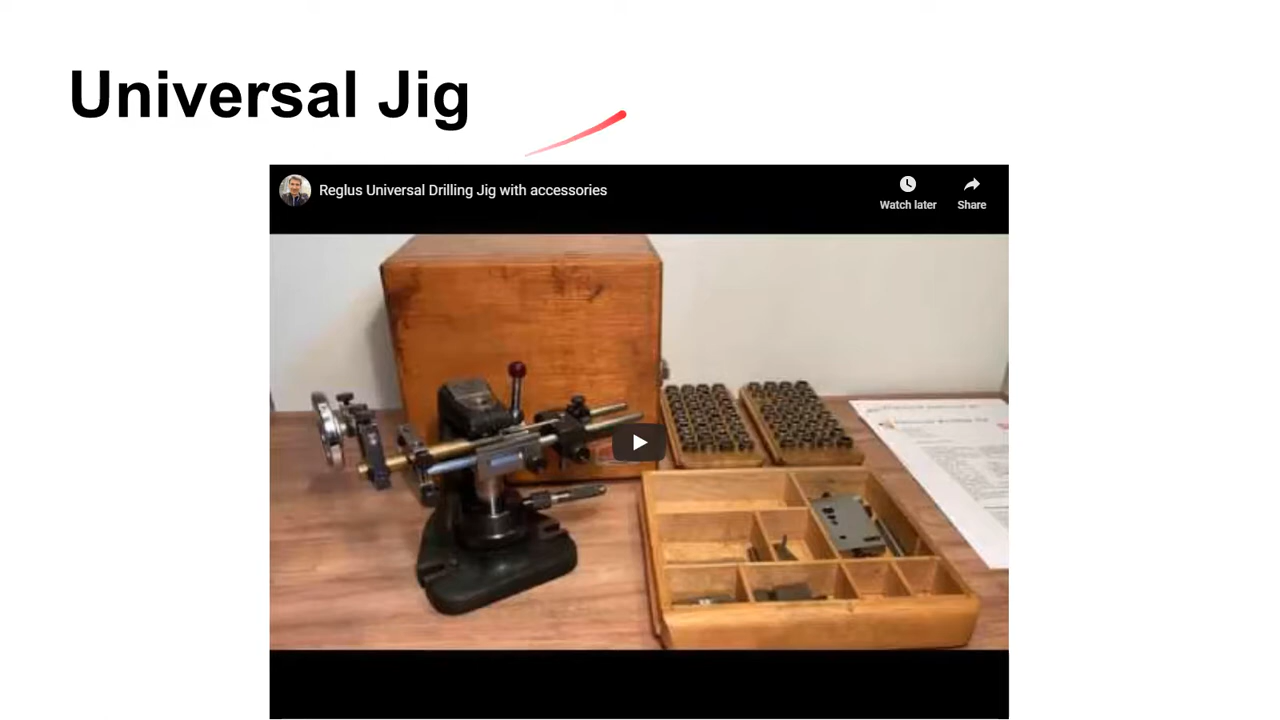 Universal Jig
Reglus Universal Drilling Jig with accessories
Watch later
Share